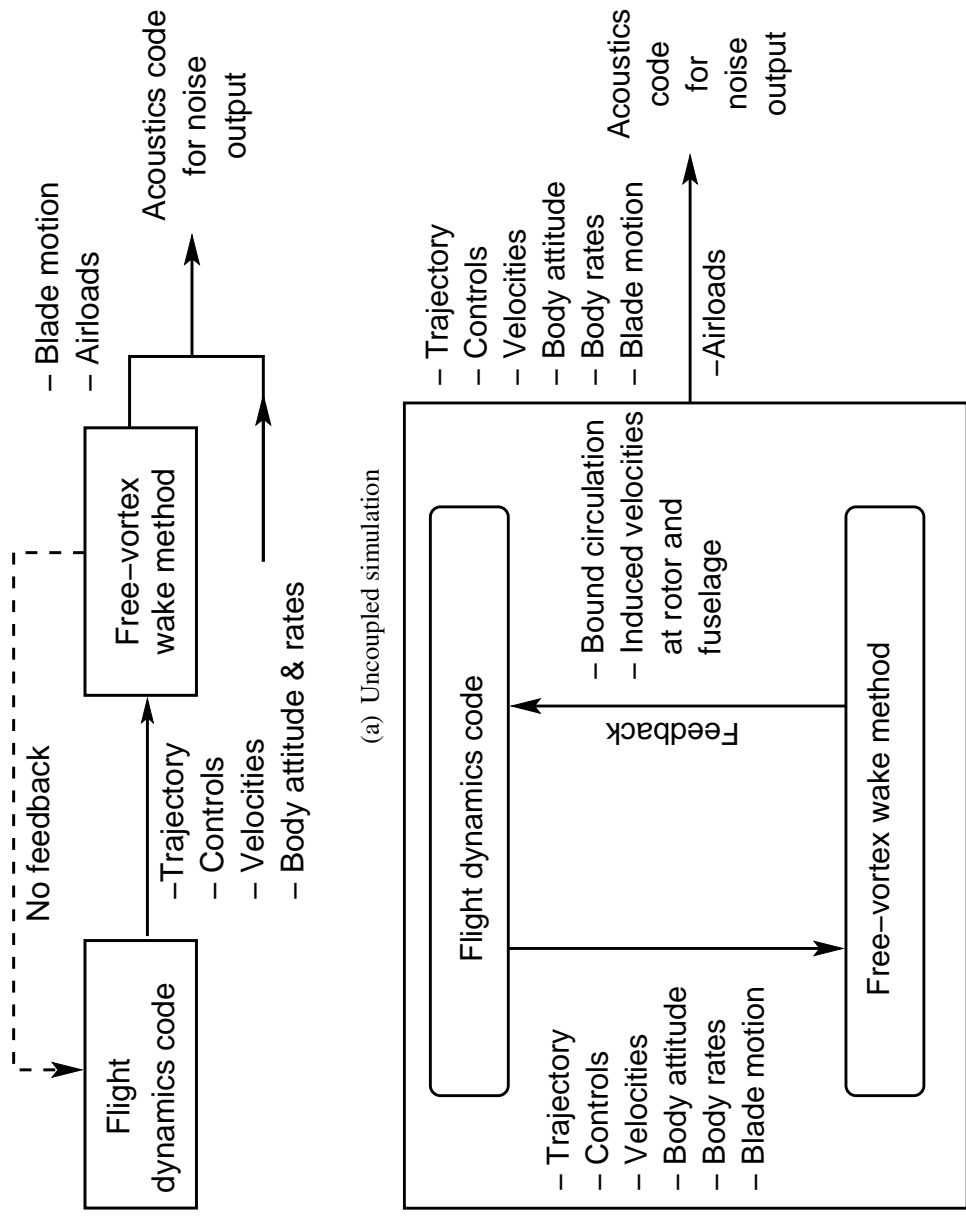 No feedback
Flight
dynamics code
–Trajectory
– Controls
– Velocities
– Body attitude & rates
Free–vortex
wake method
– Blade motion
– Airloads
Acoustics code
for noise
output
(a) Uncoupled simulation
– Trajectory
– Controls
– Velocities
– Body attitude
– Body rates
– Blade motion
Flight dynamics code
Feedback
– Bound circulation
– Induced velocities
at rotor and
fuselage
Free–vortex wake method
– Trajectory
– Controls
– Velocities
– Body attitude
– Body rates
– Blade motion
–Airloads
Acoustics
code
for
noise
output